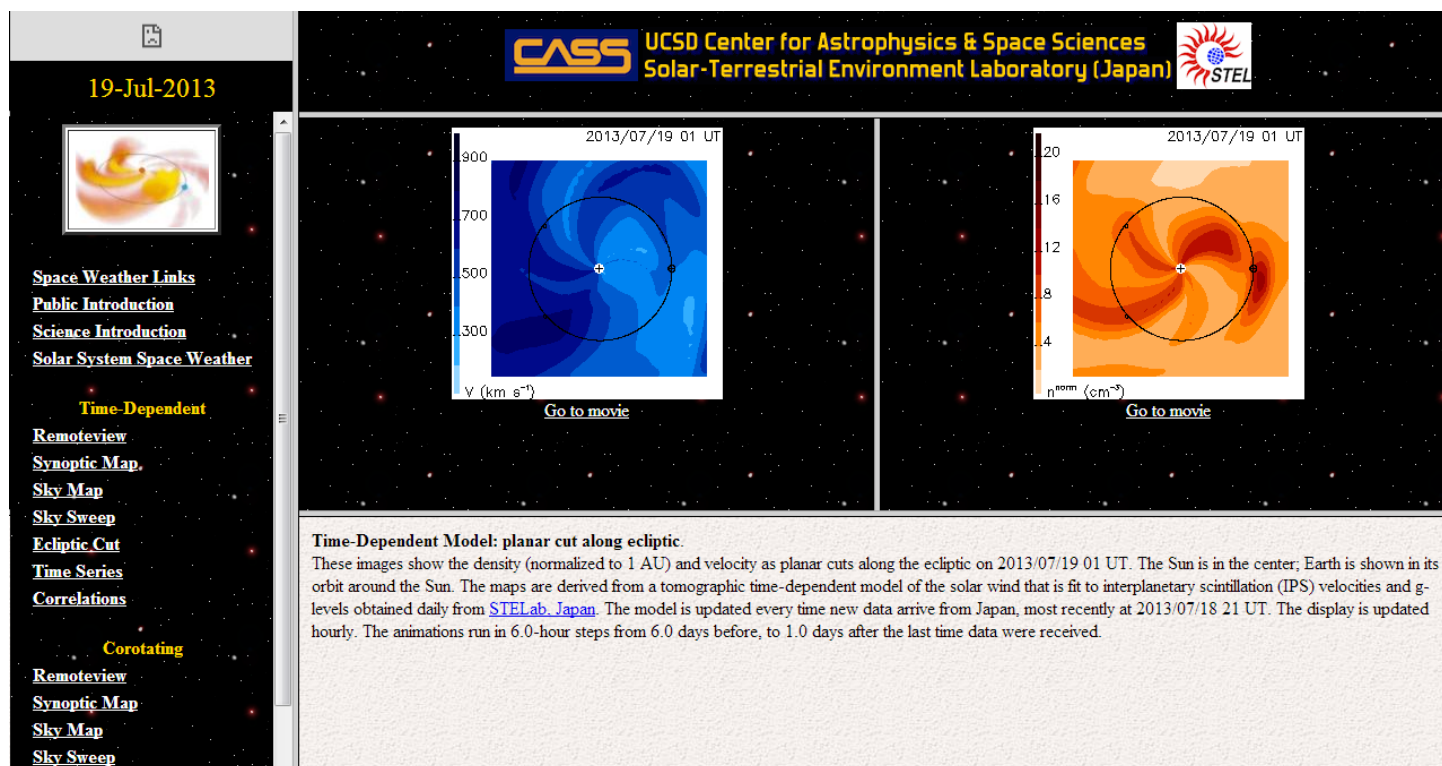 19-Jul-2013
Space Weather Links
Public Introduction
Science Introduction
Solar System Space Weather
Time-Dependent
Remoteview
Synoptic Map
Sky Map
Sky Sweep
Ecliptic Cut
Time Series
Correlations
Corotating
Remoteview
Synoptic Map
Sky Map
Sky Sweep
CASS
UCSD Center for Astrophysics & Space Sciences
Solar-Terrestrial Environment Laboratory (Japan)
STEL
2013/07/19 01 UT
900
700
500
300
V (km s⁻¹)
Go to movie
2013/07/19 01 UT
20
16
12
8
4
nⁿᵒʳᵐ (cm⁻³)
Go to movie
Time-Dependent Model: planar cut along ecliptic.
These images show the density (normalized to 1 AU) and velocity as planar cuts along the ecliptic on 2013/07/19 01 UT. The Sun is in the center; Earth is shown in its
orbit around the Sun. The maps are derived from a tomographic time-dependent model of the solar wind that is fit to interplanetary scintillation (IPS) velocities and g-
levels obtained daily from STELab, Japan. The model is updated every time new data arrive from Japan, most recently at 2013/07/18 21 UT. The display is updated
hourly. The animations run in 6.0-hour steps from 6.0 days before, to 1.0 days after the last time data were received.